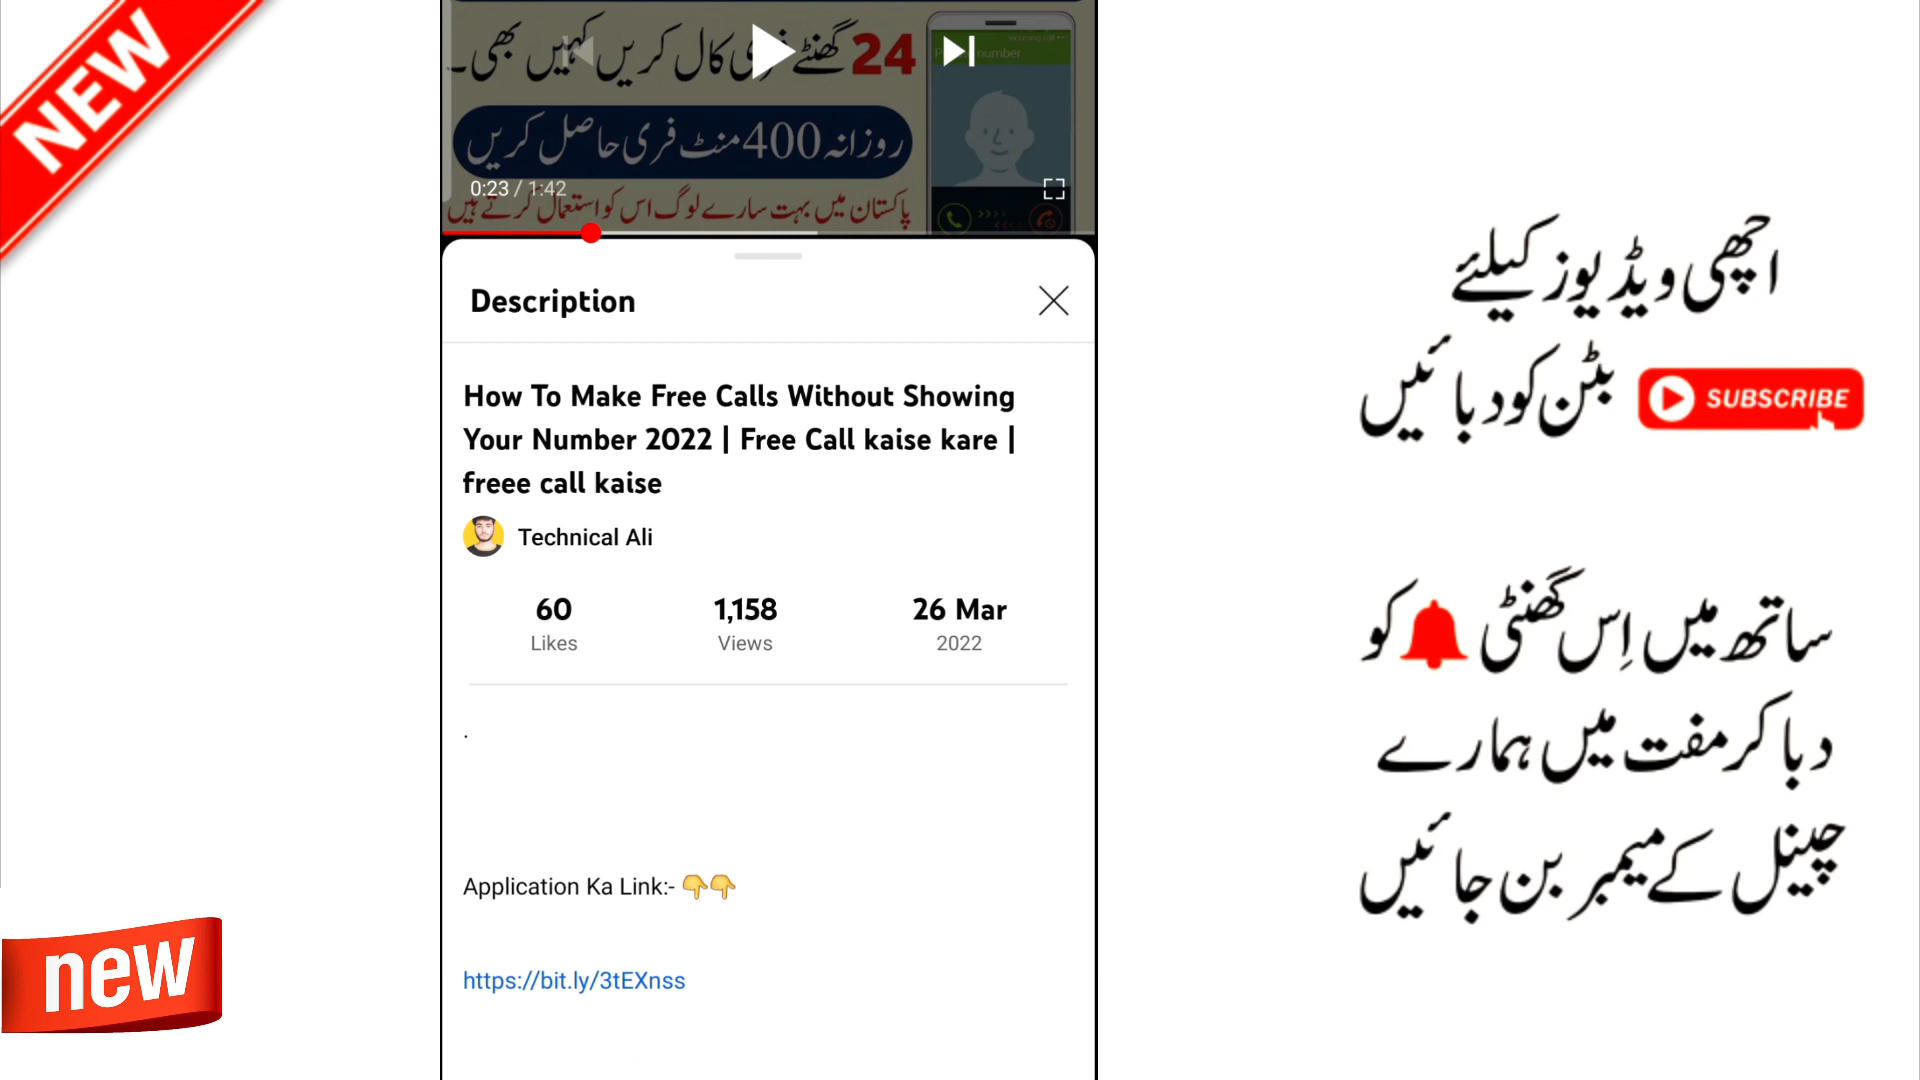 NEW
24 گھنٹے فری کال کریں کہیں بھی۔
روزانہ 400 منٹ فری حاصل کریں
پاکستان میں بہت سارے لوگ اس کو استعمال کرتے ہیں
incoming call
number
0:23 / 1:42
Description
How To Make Free Calls Without Showing
Your Number 2022 | Free Call kaise kare |
freee call kaise
Technical Ali
60
Likes
1,158
Views
26 Mar
2022
.
Application Ka Link:- 👇👇
https://bit.ly/3tEXnss
new
اچھی ویڈیوز کیلئے
SUBSCRIBE بٹن کو دبائیں
ساتھ میں اِس گھنٹی 🔔 کو
دبا کر مفت میں ہمارے
چینل کے میمبر بن جائیں